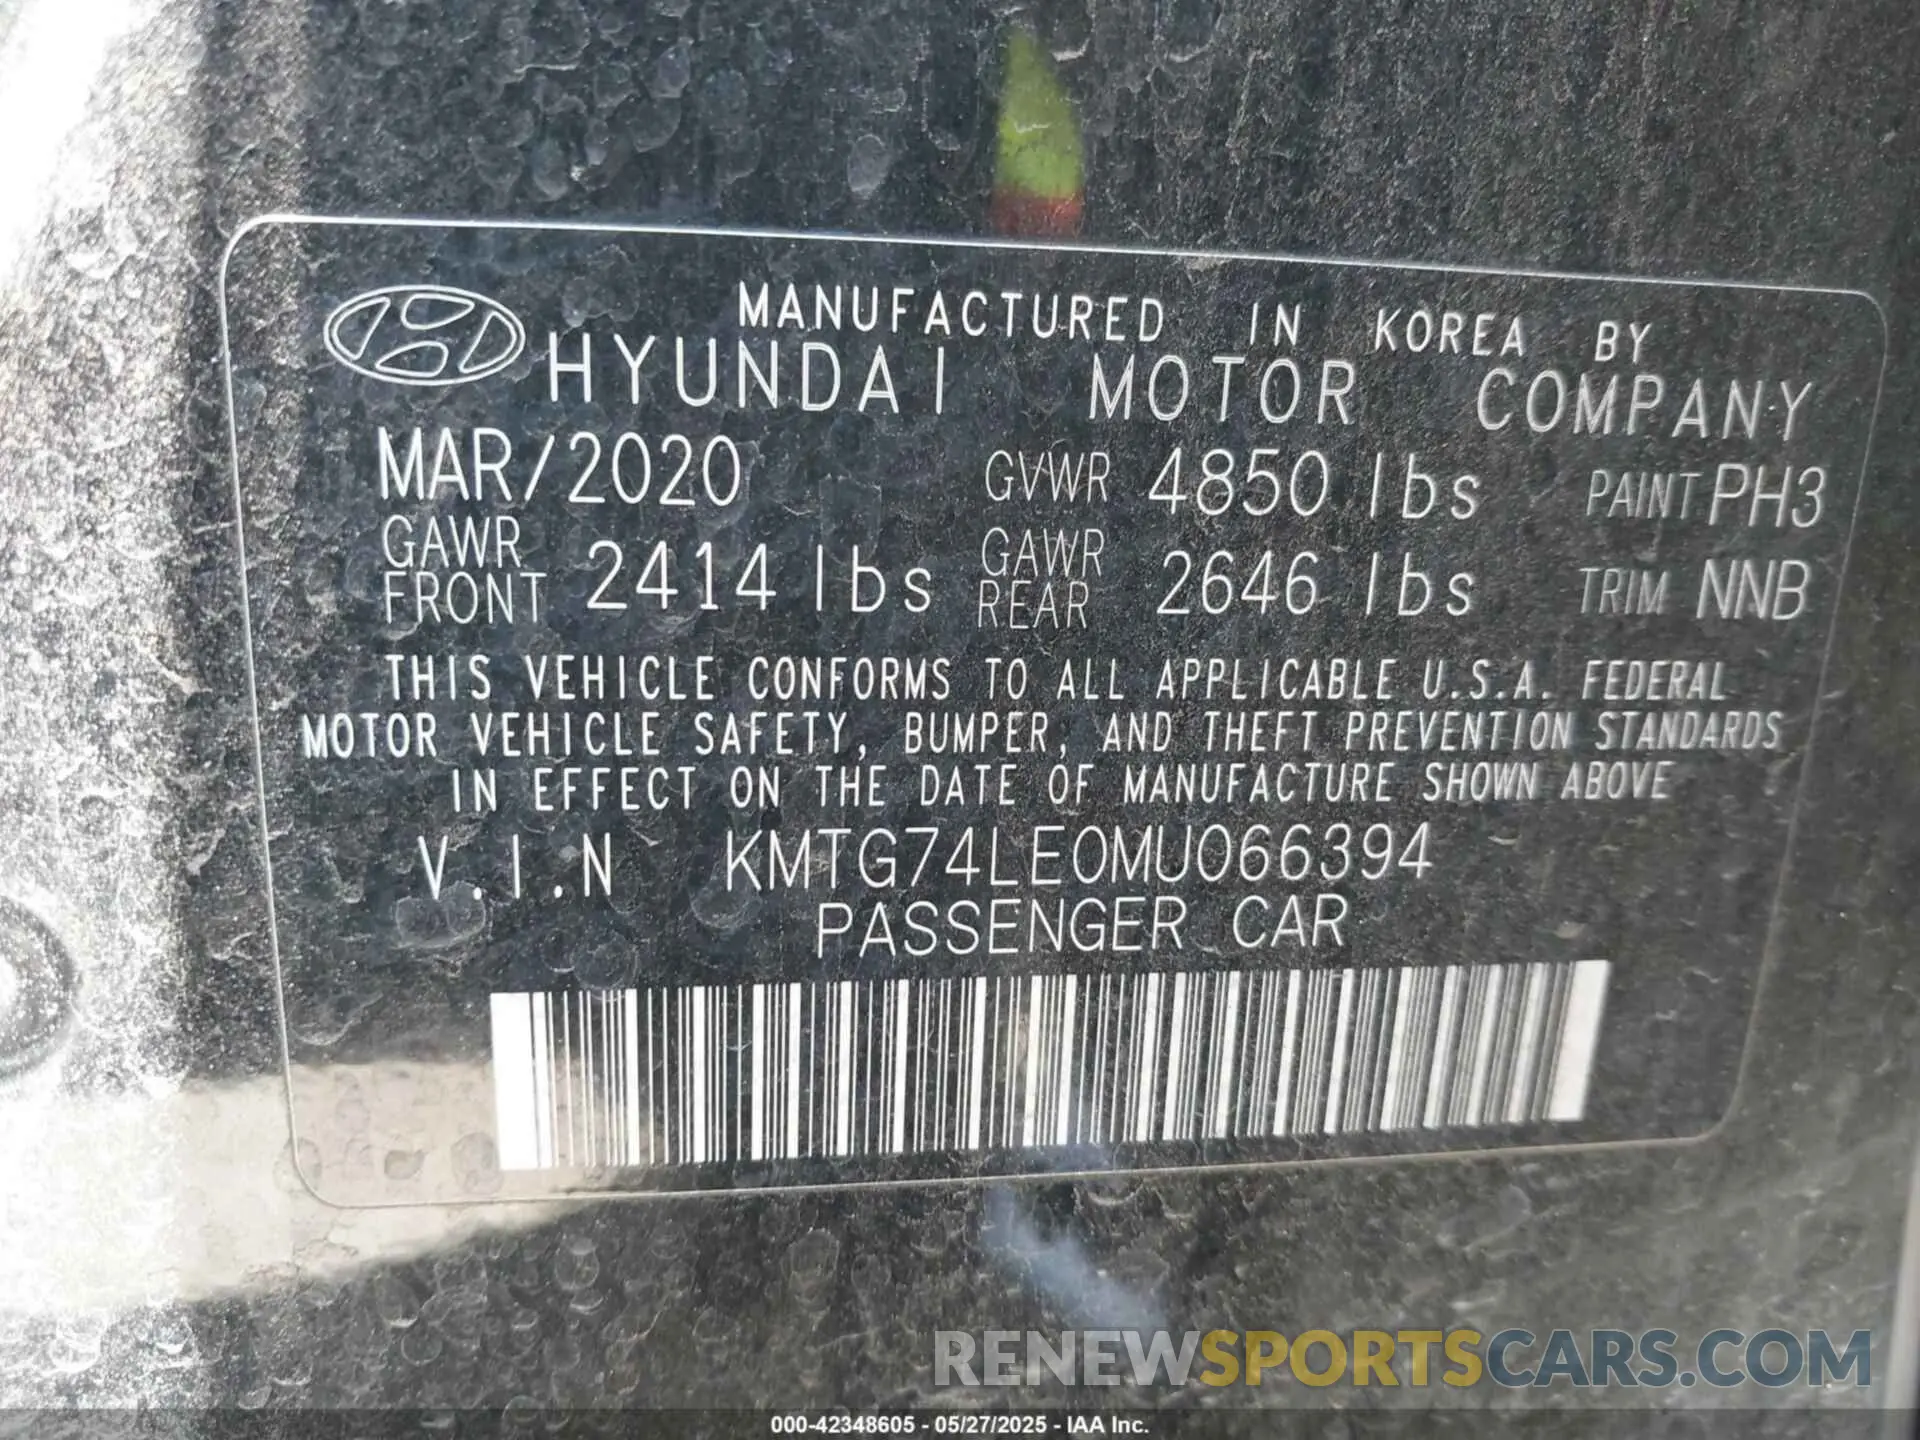 MANUFACTURED IN KOREA BY
HYUNDAI MOTOR COMPANY
MAR/2020 GVWR 4850 lbs PAINT PH3
GAWR FRONT 2414 lbs GAWR REAR 2646 lbs TRIM NNB
THIS VEHICLE CONFORMS TO ALL APPLICABLE U.S.A. FEDERAL
MOTOR VEHICLE SAFETY, BUMPER, AND THEFT PREVENTION STANDARDS
IN EFFECT ON THE DATE OF MANUFACTURE SHOWN ABOVE
V.I.N KMTG74LE0MU066394
PASSENGER CAR
RENEWSPORTSCARS.COM
000-42348605 - 05/27/2025 - IAA Inc.